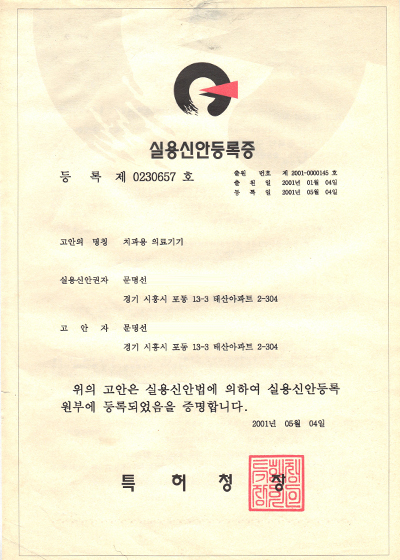 실용신안등록증
등 록 제 0230657 호
출원 번호 제 2001-0000145 호
출 원 일 2001년 01월 04일
등 록 일 2001년 05월 04일
고안의 명칭 치과용 의료기기
실용신안권자 문명선
경기 시흥시 포동 13-3 태산아파트 2-304
고 안 자 문명선
경기 시흥시 포동 13-3 태산아파트 2-304
위의 고안은 실용신안법에 의하여 실용신안등록
원부에 등록되었음을 증명합니다.
2001년 05월 04일
특 허 청 장